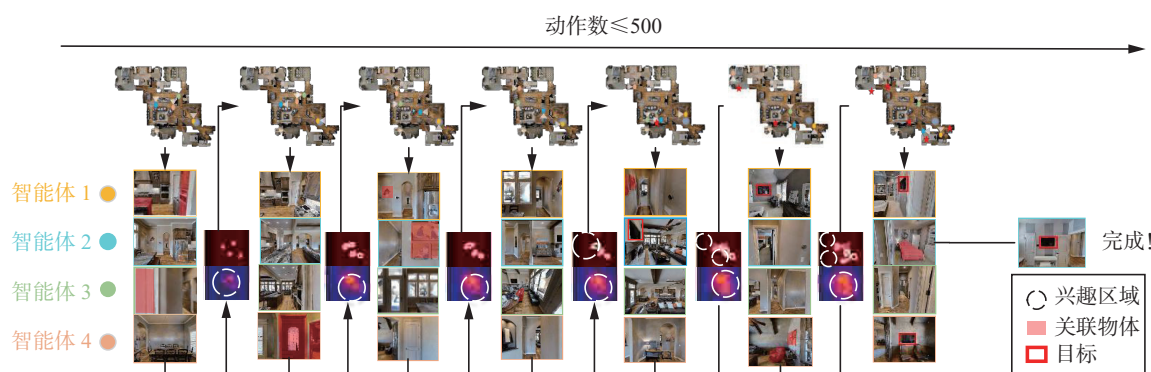 动作数≤500
智能体 1
智能体 2
智能体 3
智能体 4
完成!
兴趣区域
关联物体
目标